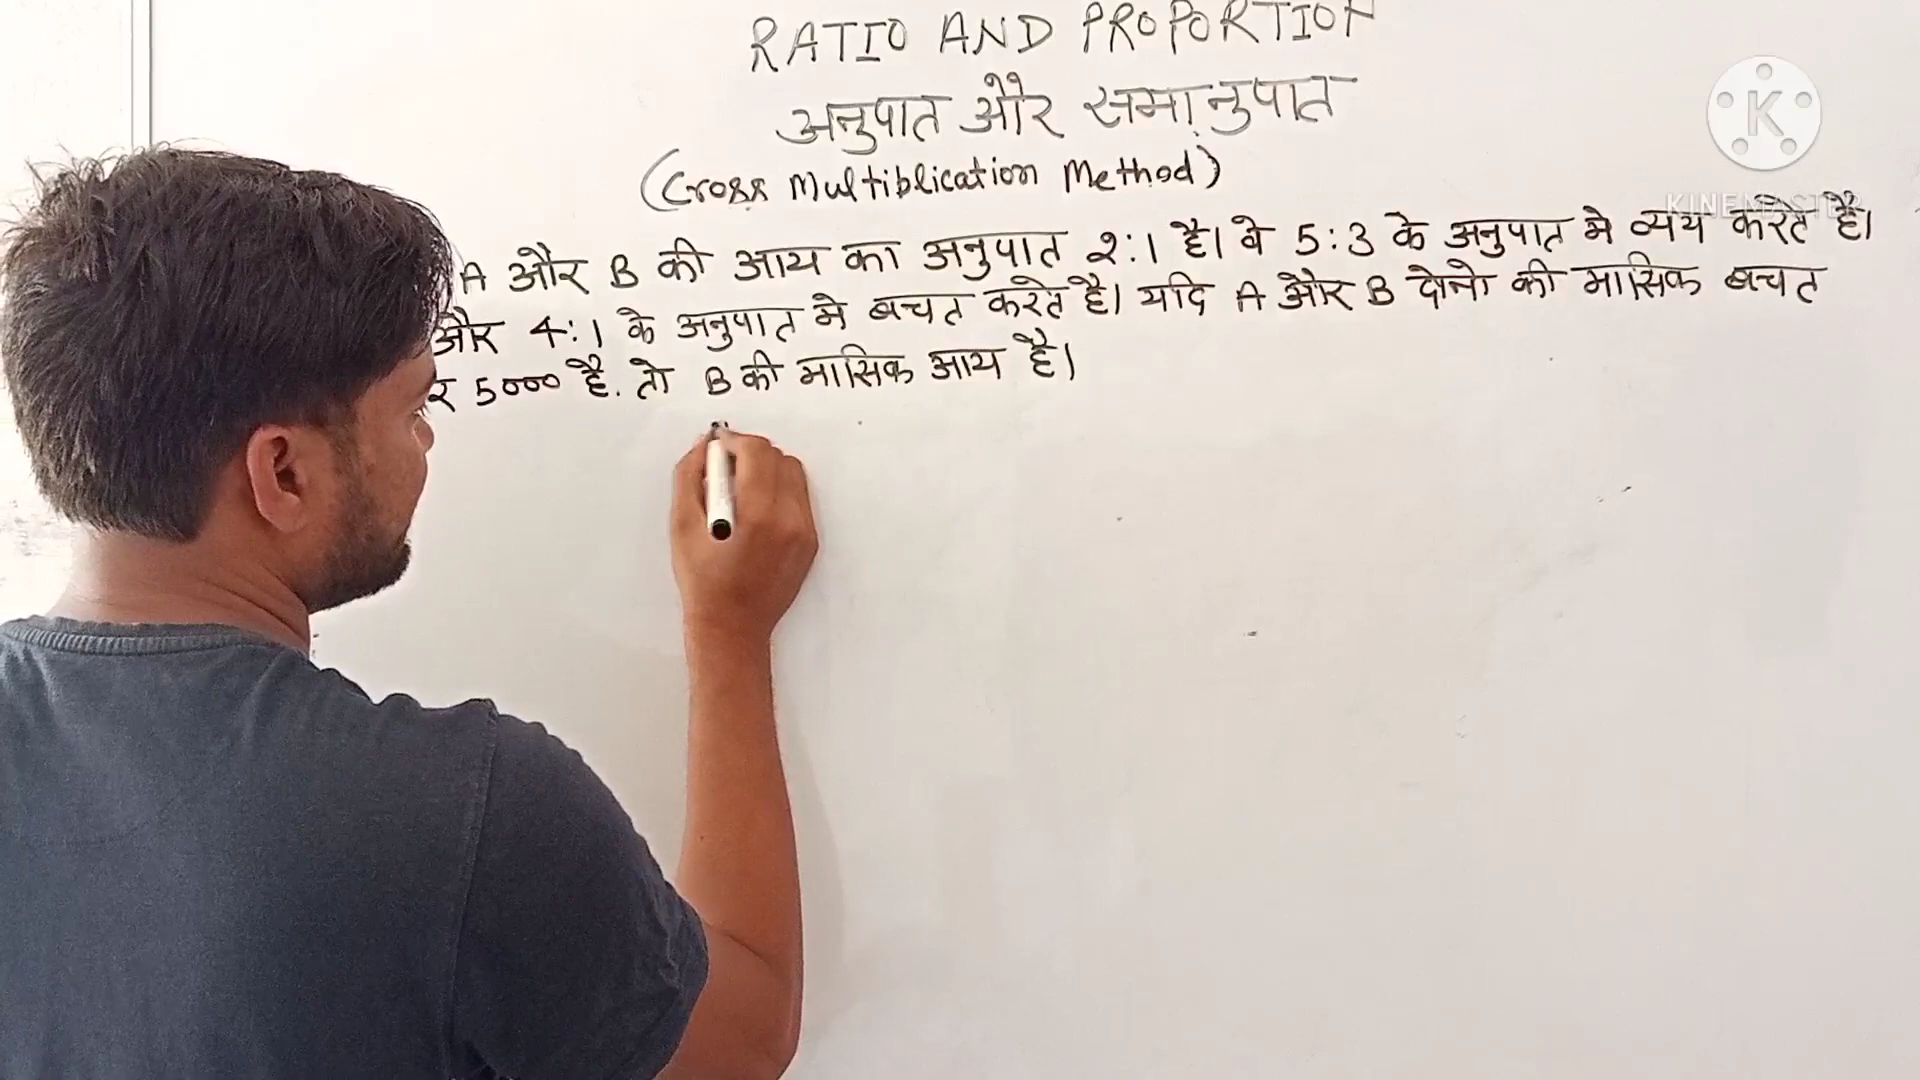 RATIO AND PROPORTION
अनुपात और समानुपात
(Cross Multiblication Method)
A और B की आय का अनुपात 2:1 है। वे 5:3 के अनुपात मे व्यय करते है।
और 4:1 के अनुपात मे बचत करते है। यदि A और B दोनो की मासिक बचत
र 5000 है. तो B की मासिक आय है।
K
KINEMASTER